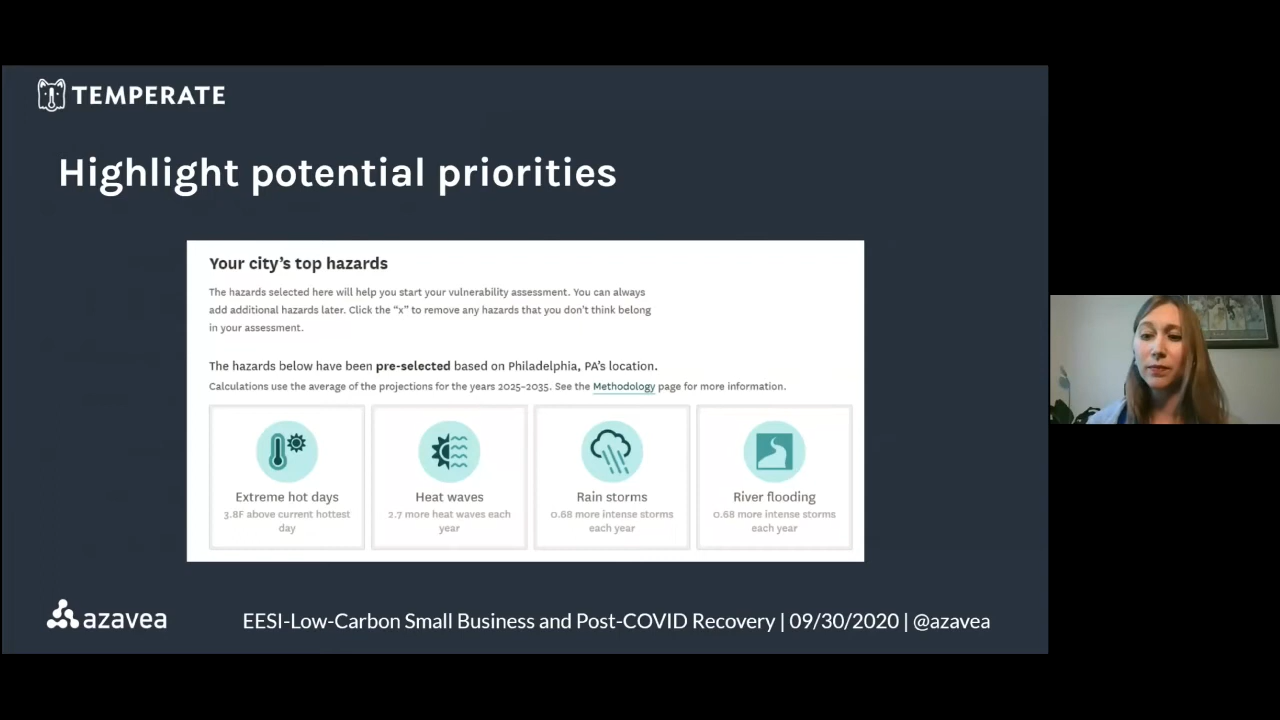 TEMPERATE
Highlight potential priorities
Your city's top hazards
The hazards selected here will help you start your vulnerability assessment. You can always
add additional hazards later. Click the “x” to remove any hazards that you don't think belong
in your assessment.
The hazards below have been pre-selected based on Philadelphia, PA's location.
Calculations use the average of the projections for the years 2025-2035. See the Methodology page for more information.
Extreme hot days
3.8F above current hottest
day
Heat waves
2.7 more heat waves each
year
Rain storms
0.68 more intense storms
each year
River flooding
0.68 more intense storms
each year
azavea
EESI-Low-Carbon Small Business and Post-COVID Recovery | 09/30/2020 | @azavea